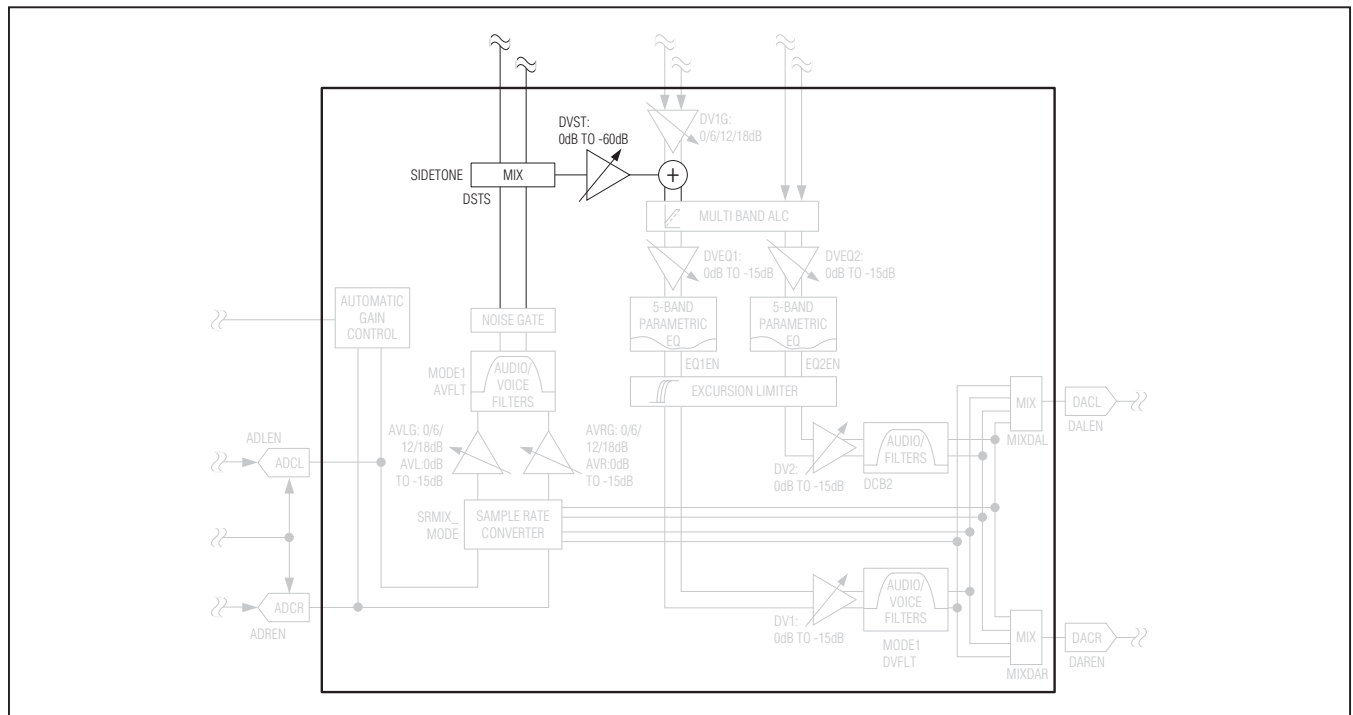 DVST:
0dB TO -60dB
DV1G:
0/6/12/18dB
SIDETONE
MIX
DSTS
+
MULTI BAND ALC
DVEQ1:
0dB TO -15dB
DVEQ2:
0dB TO -15dB
AUTOMATIC
GAIN
CONTROL
NOISE GATE
5-BAND
PARAMETRIC
EQ
5-BAND
PARAMETRIC
EQ
EQ1EN
EQ2EN
MODE1
AVFLT
AUDIO/
VOICE
FILTERS
EXCURSION LIMITER
MIX
DACL
MIXDAL
DALEN
AVLG: 0/6/
12/18dB
AVL:0dB
TO -15dB
AVRG: 0/6/
12/18dB
AVR:0dB
TO -15dB
ADLEN
ADCL
DV2:
0dB TO -15dB
AUDIO/
FILTERS
DCB2
SRMIX_
MODE
SAMPLE RATE
CONVERTER
ADCR
ADREN
DV1:
0dB TO -15dB
AUDIO/
VOICE
FILTERS
MODE1
DVFLT
MIX
DACR
MIXDAR
DAREN